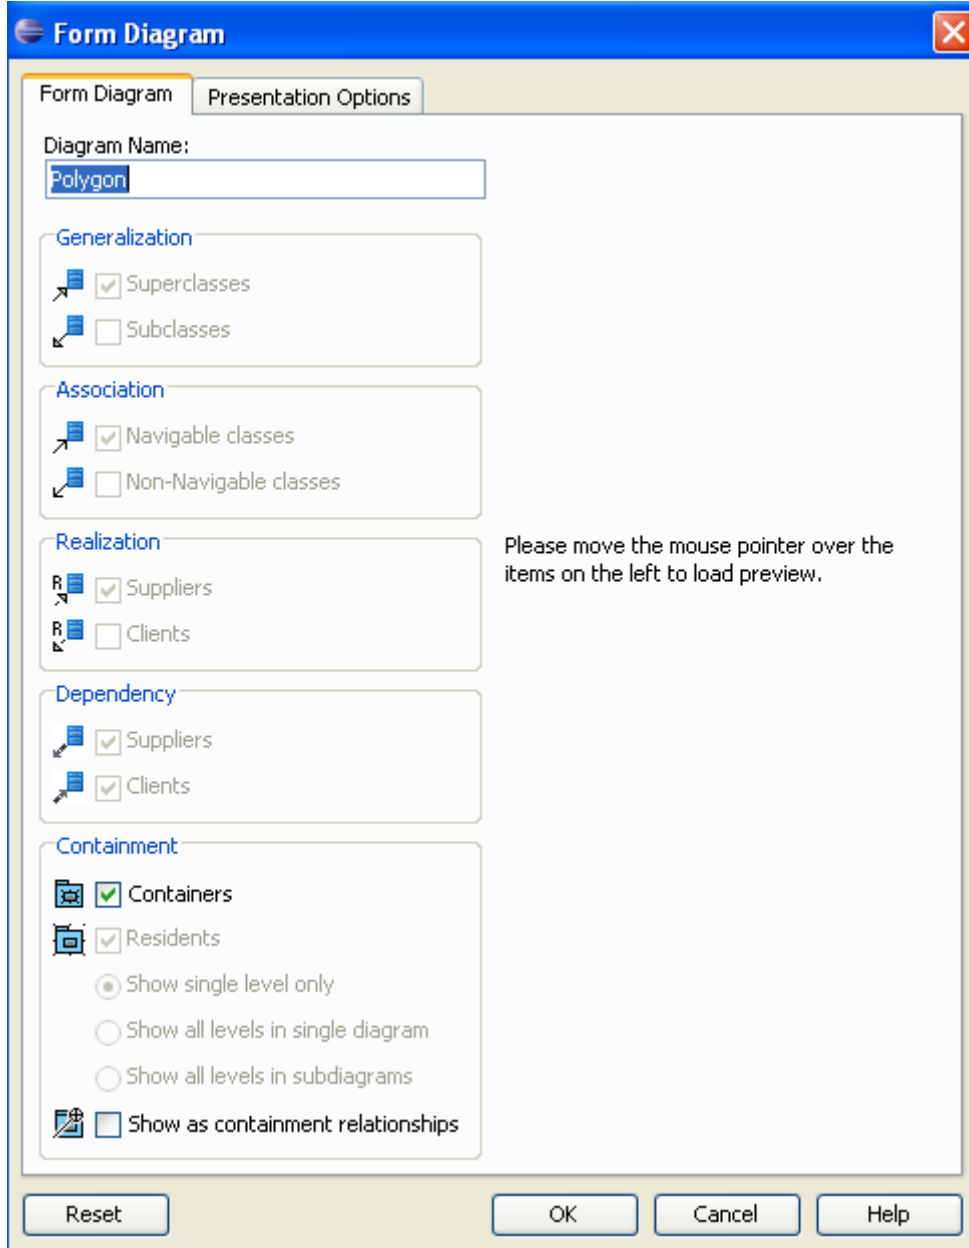 Form Diagram
Form Diagram
Presentation Options
Diagram Name:
Polygon
Generalization
Superclasses
Subclasses
Association
Navigable classes
Non-Navigable classes
Realization
R Suppliers
R Clients
Please move the mouse pointer over the
items on the left to load preview.
Dependency
Suppliers
Clients
Containment
Containers
Residents
Show single level only
Show all levels in single diagram
Show all levels in subdiagrams
Show as containment relationships
Reset
OK
Cancel
Help